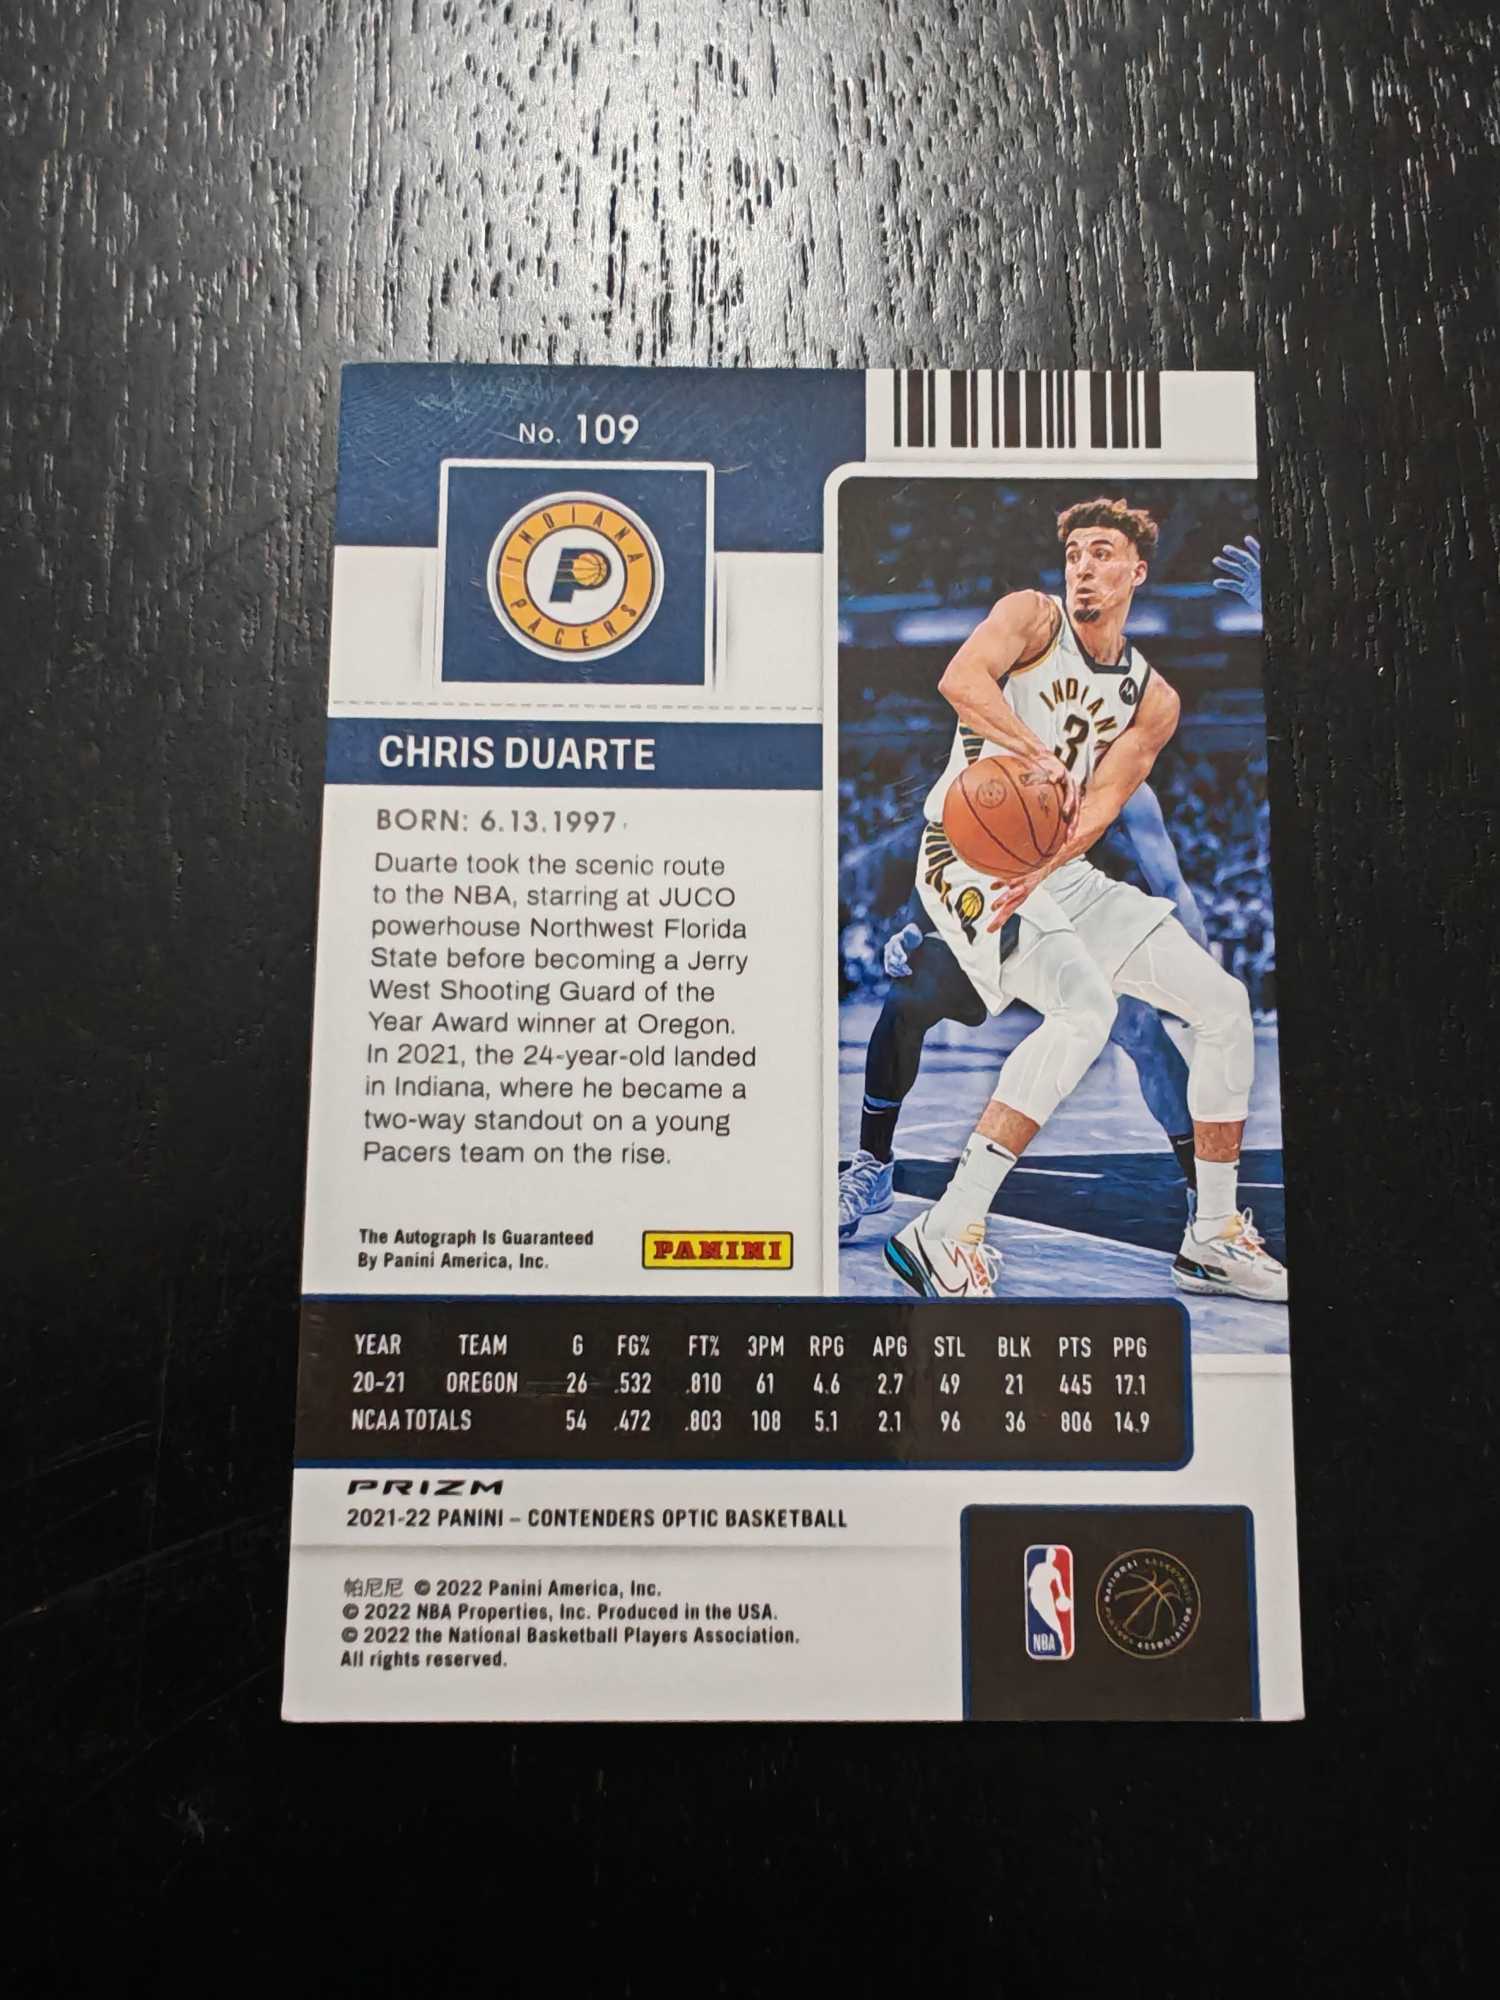 No. 109
INDIANA
PACERS
CHRIS DUARTE
BORN: 6.13.1997
Duarte took the scenic route
to the NBA, starring at JUCO
powerhouse Northwest Florida
State before becoming a Jerry
West Shooting Guard of the
Year Award winner at Oregon.
In 2021, the 24-year-old landed
in Indiana, where he became a
two-way standout on a young
Pacers team on the rise.
INDIANA
3
The Autograph Is Guaranteed
By Panini America, Inc.
PANINI
YEAR TEAM G FG% FT% 3PM RPG APG STL BLK PTS PPG
20-21 OREGON 26 .532 .810 61 4.6 2.7 49 21 445 17.1
NCAA TOTALS 54 .472 .803 108 5.1 2.1 96 36 806 14.9
PRIZM
2021-22 PANINI – CONTENDERS OPTIC BASKETBALL
帕尼尼 © 2022 Panini America, Inc.
© 2022 NBA Properties, Inc. Produced in the USA.
© 2022 the National Basketball Players Association.
All rights reserved.
NBA
NATIONAL BASKETBALL
PLAYERS ASSOCIATION